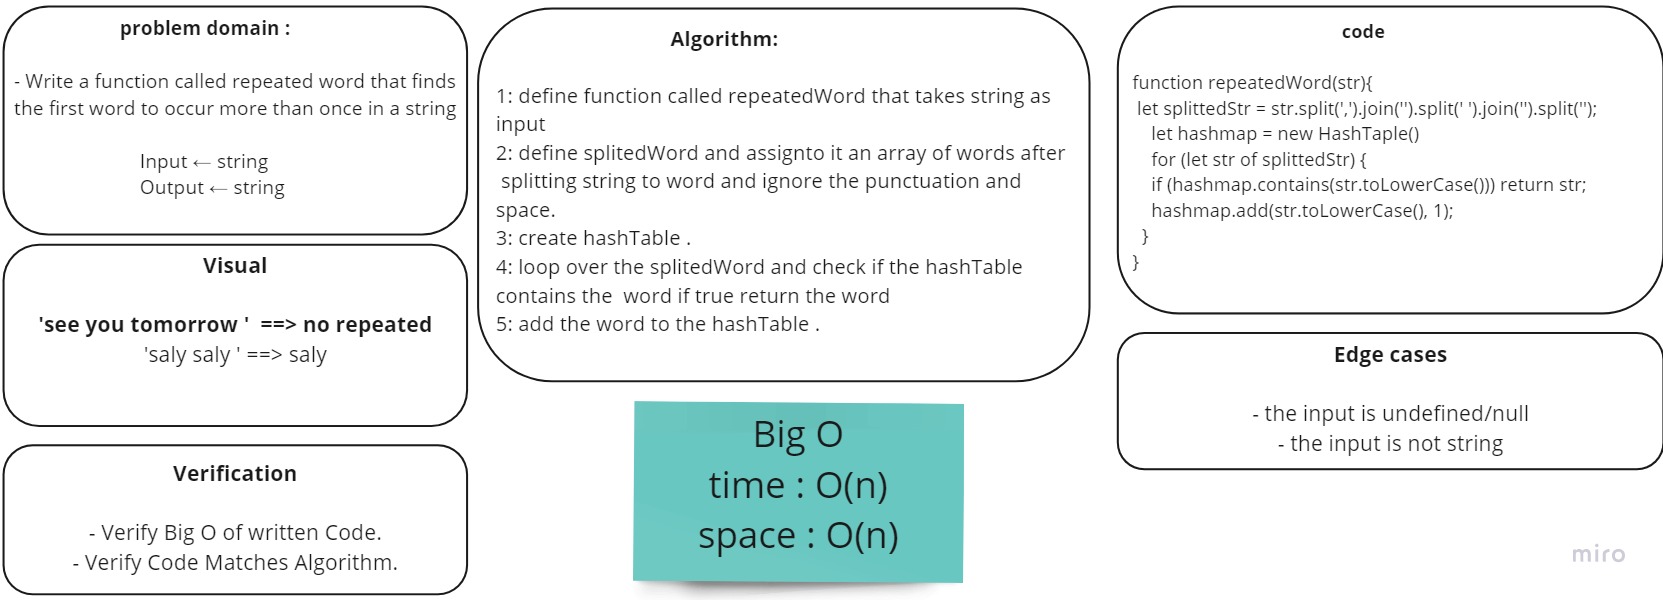 problem domain :
- Write a function called repeated word that finds
the first word to occur more than once in a string
Input ← string
Output ← string
Visual
'see you tomorrow '  ==> no repeated
'saly saly ' ==> saly
Verification
- Verify Big O of written Code.
- Verify Code Matches Algorithm.
Algorithm:
1: define function called repeatedWord that takes string as
input
2: define splitedWord and assignto it an array of words after
splitting string to word and ignore the punctuation and
space.
3: create hashTable .
4: loop over the splitedWord and check if the hashTable
contains the  word if true return the word
5: add the word to the hashTable .
Big O
time : O(n)
space : O(n)
code
function repeatedWord(str){
let splittedStr = str.split(',').join('').split(' ').join('').split('');
let hashmap = new HashTaple()
for (let str of splittedStr) {
if (hashmap.contains(str.toLowerCase())) return str;
hashmap.add(str.toLowerCase(), 1);
}
}
Edge cases
- the input is undefined/null
- the input is not string
miro